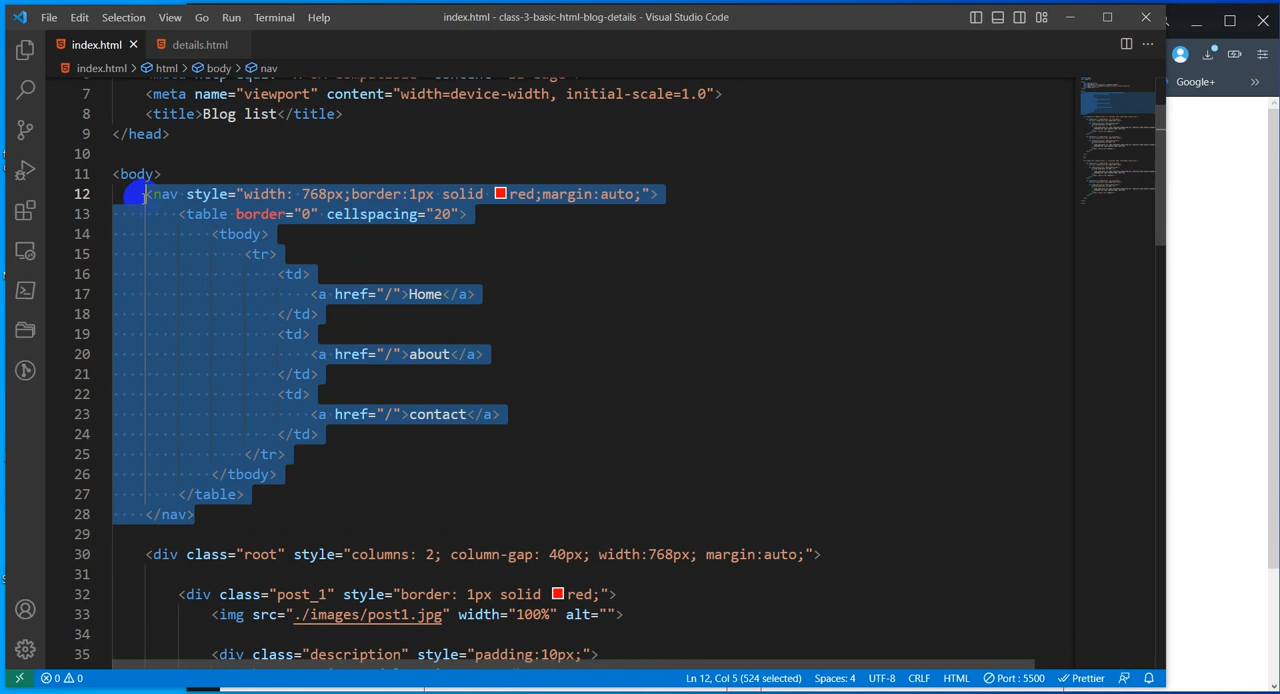 File Edit Selection View Go Run Terminal Help
index.html - class-3-basic-html-blog-details - Visual Studio Code
index.html details.html
index.html > html > body > nav
7 <meta name="viewport" content="width=device-width, initial-scale=1.0">
8 <title>Blog list</title>
9 </head>
10
11 <body>
12 <nav style="width: 768px;border:1px solid red;margin:auto;">
13 <table border="0" cellspacing="20">
14 <tbody>
15 <tr>
16 <td>
17 <a href="/">Home</a>
18 </td>
19 <td>
20 <a href="/">about</a>
21 </td>
22 <td>
23 <a href="/">contact</a>
24 </td>
25 </tr>
26 </tbody>
27 </table>
28 </nav>
29
30 <div class="root" style="columns: 2; column-gap: 40px; width:768px; margin:auto;">
31
32 <div class="post_1" style="border: 1px solid red;">
33 <img src="./images/post1.jpg" width="100%" alt="">
34
35 <div class="description" style="padding:10px;">
0 0
Ln 12, Col 5 (524 selected) Spaces: 4 UTF-8 CRLF HTML Port : 5500 Prettier
Google+ »